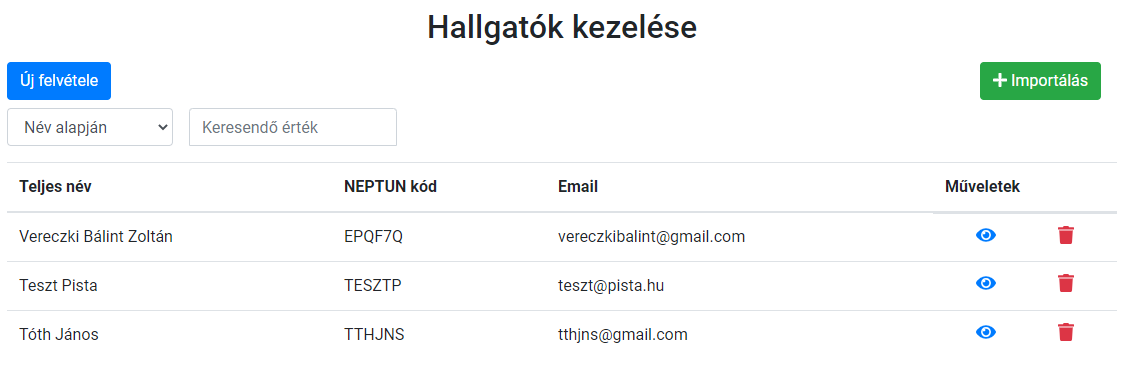 Hallgatók kezelése
Új felvétele
Importálás
Név alapján Keresendő érték
Teljes név NEPTUN kód Email Műveletek
Vereczki Bálint Zoltán EPQF7Q vereczkibalint@gmail.com
Teszt Pista TESZTP teszt@pista.hu
Tóth János TTHJNS tthjns@gmail.com